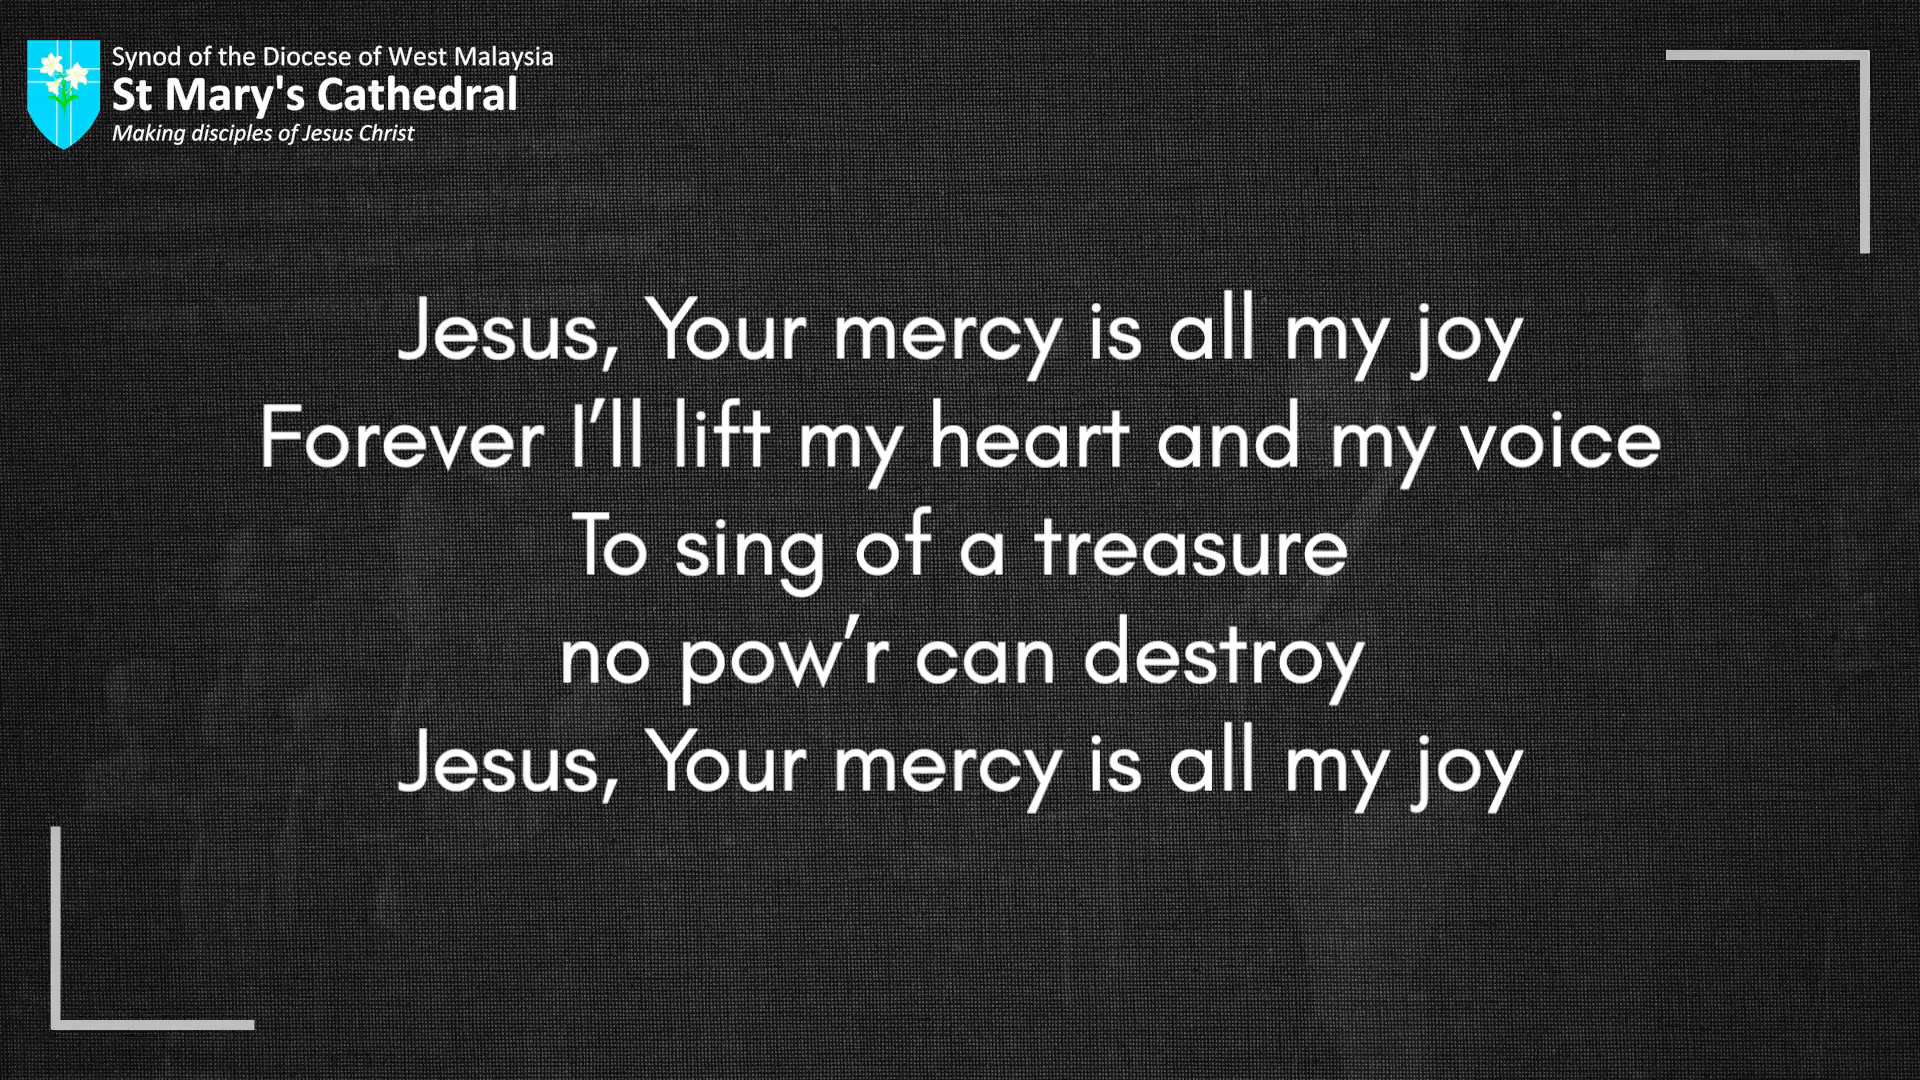 Synod of the Diocese of West Malaysia
St Mary's Cathedral
Making disciples of Jesus Christ
Jesus, Your mercy is all my joy
Forever I’ll lift my heart and my voice
To sing of a treasure
no pow’r can destroy
Jesus, Your mercy is all my joy